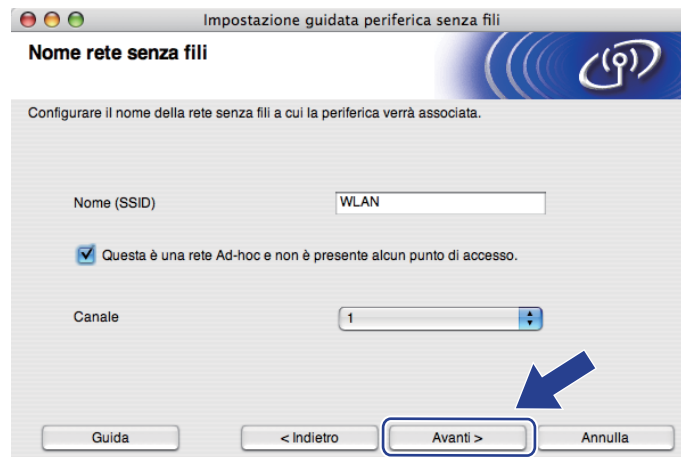 Impostazione guidata periferica senza fili
Nome rete senza fili
Configurare il nome della rete senza fili a cui la periferica verrà associata.
Nome (SSID) WLAN
Questa è una rete Ad-hoc e non è presente alcun punto di accesso.
Canale 1
Guida < Indietro Avanti > Annulla